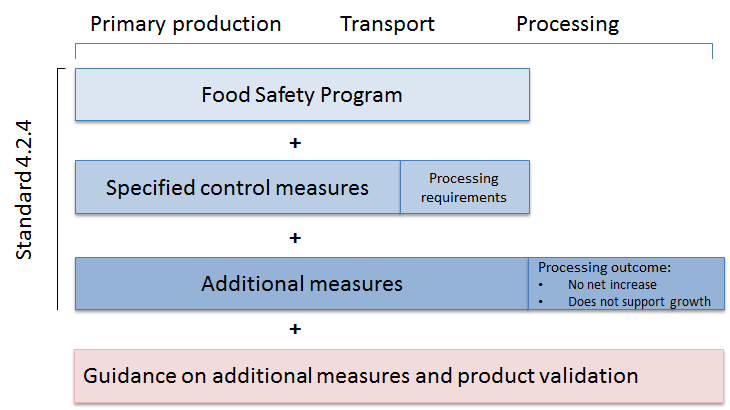 Primary production Transport Processing
Standard 4.2.4
Food Safety Program
+
Specified control measures
Processing
requirements
+
Additional measures
Processing outcome:
• No net increase
• Does not support growth
+
Guidance on additional measures and product validation